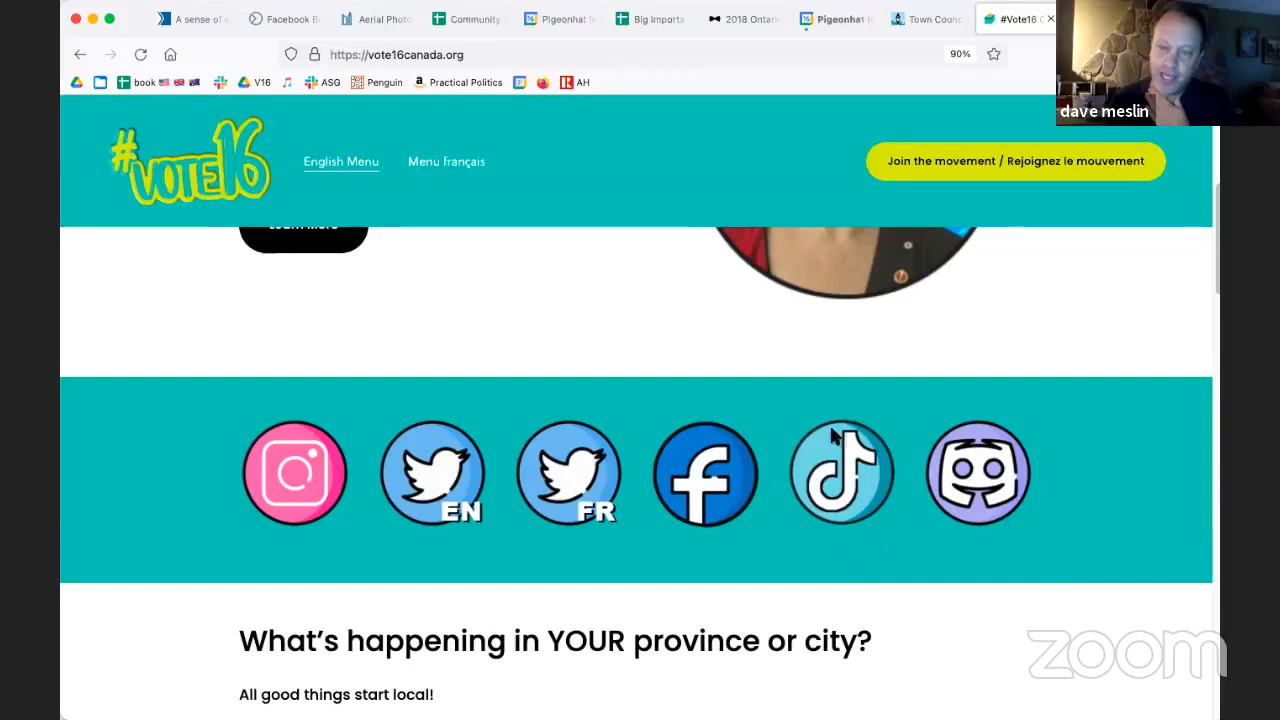 A sense of
Facebook B
Aerial Photo
Community
Pigeonhat
Big Importa
2018 Ontari
Pigeonhat
Town Counc
#Vote16
https://vote16canada.org
90%
book
V16
ASG
Penguin
Practical Politics
AH
dave meslin
#VOTE16
English Menu
Menu français
Join the movement / Rejoignez le mouvement
Learn More
EN
FR
What's happening in YOUR province or city?
All good things start local!
zoom